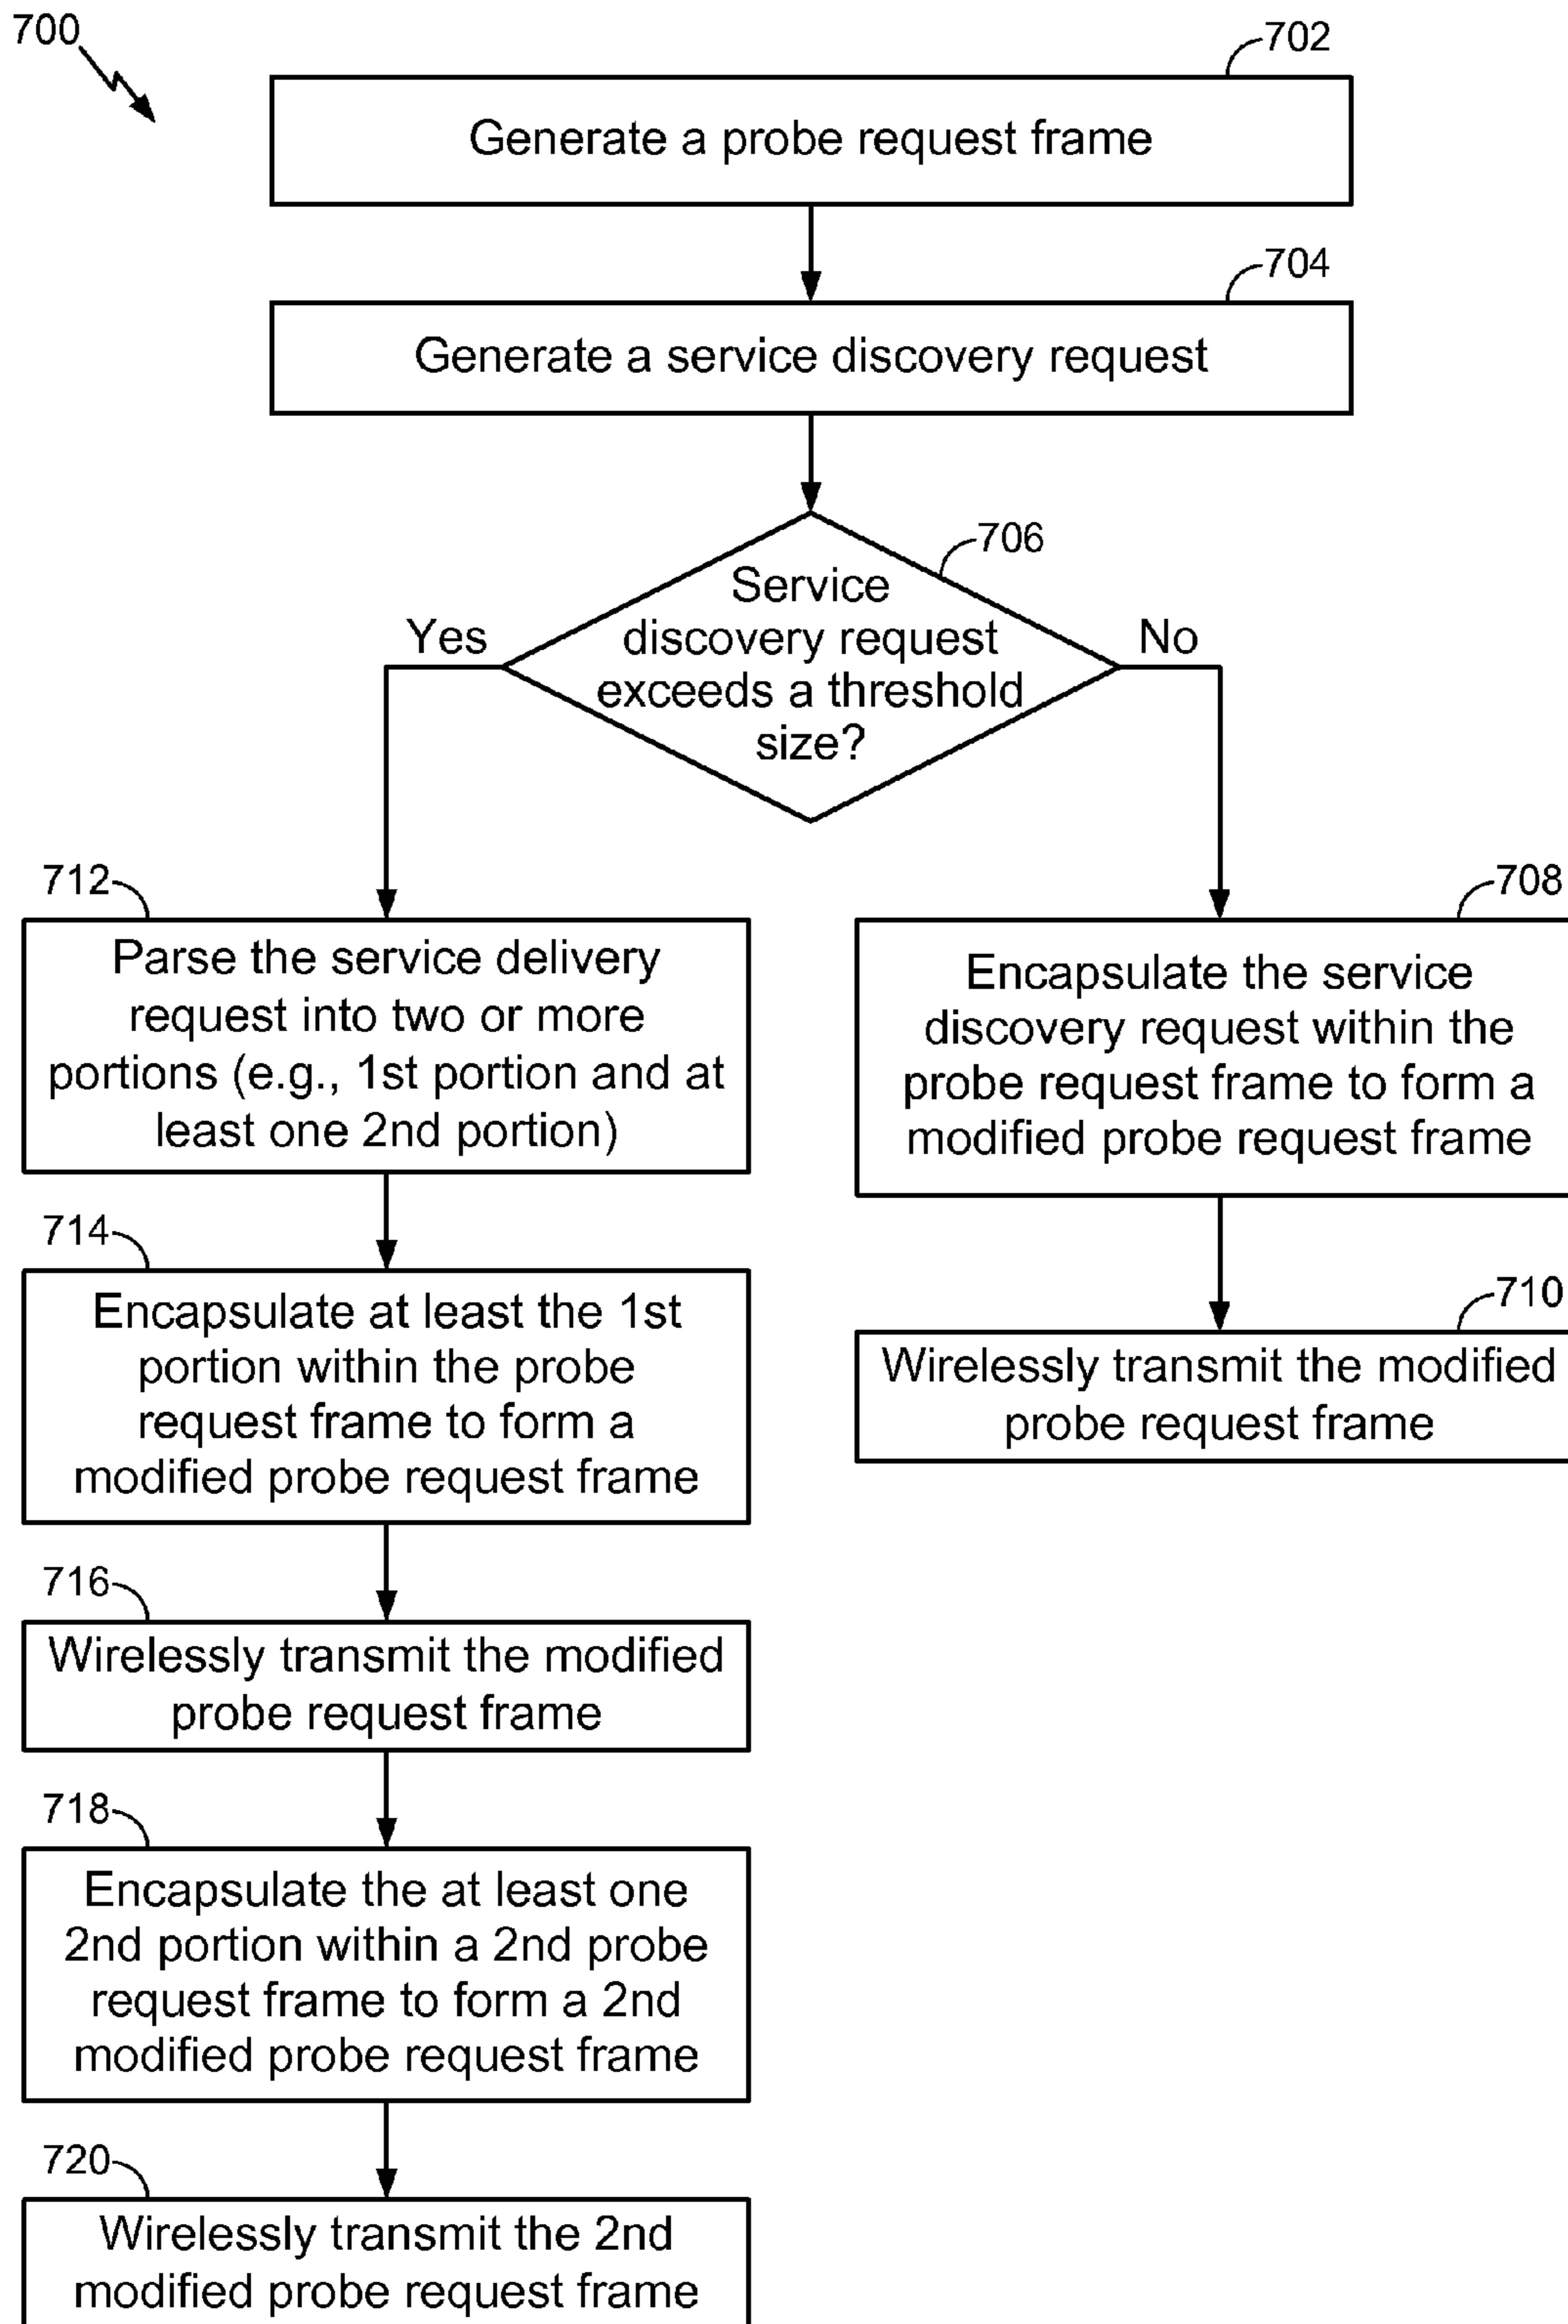 700
702
Generate a probe request frame
704
Generate a service discovery request
706
Service
discovery request
exceeds a threshold
size?
Yes
No
712
Parse the service delivery
request into two or more
portions (e.g., 1st portion and at
least one 2nd portion)
708
Encapsulate the service
discovery request within the
probe request frame to form a
modified probe request frame
714
Encapsulate at least the 1st
portion within the probe
request frame to form a
modified probe request frame
710
Wirelessly transmit the modified
probe request frame
716
Wirelessly transmit the modified
probe request frame
718
Encapsulate the at least one
2nd portion within a 2nd probe
request frame to form a 2nd
modified probe request frame
720
Wirelessly transmit the 2nd
modified probe request frame